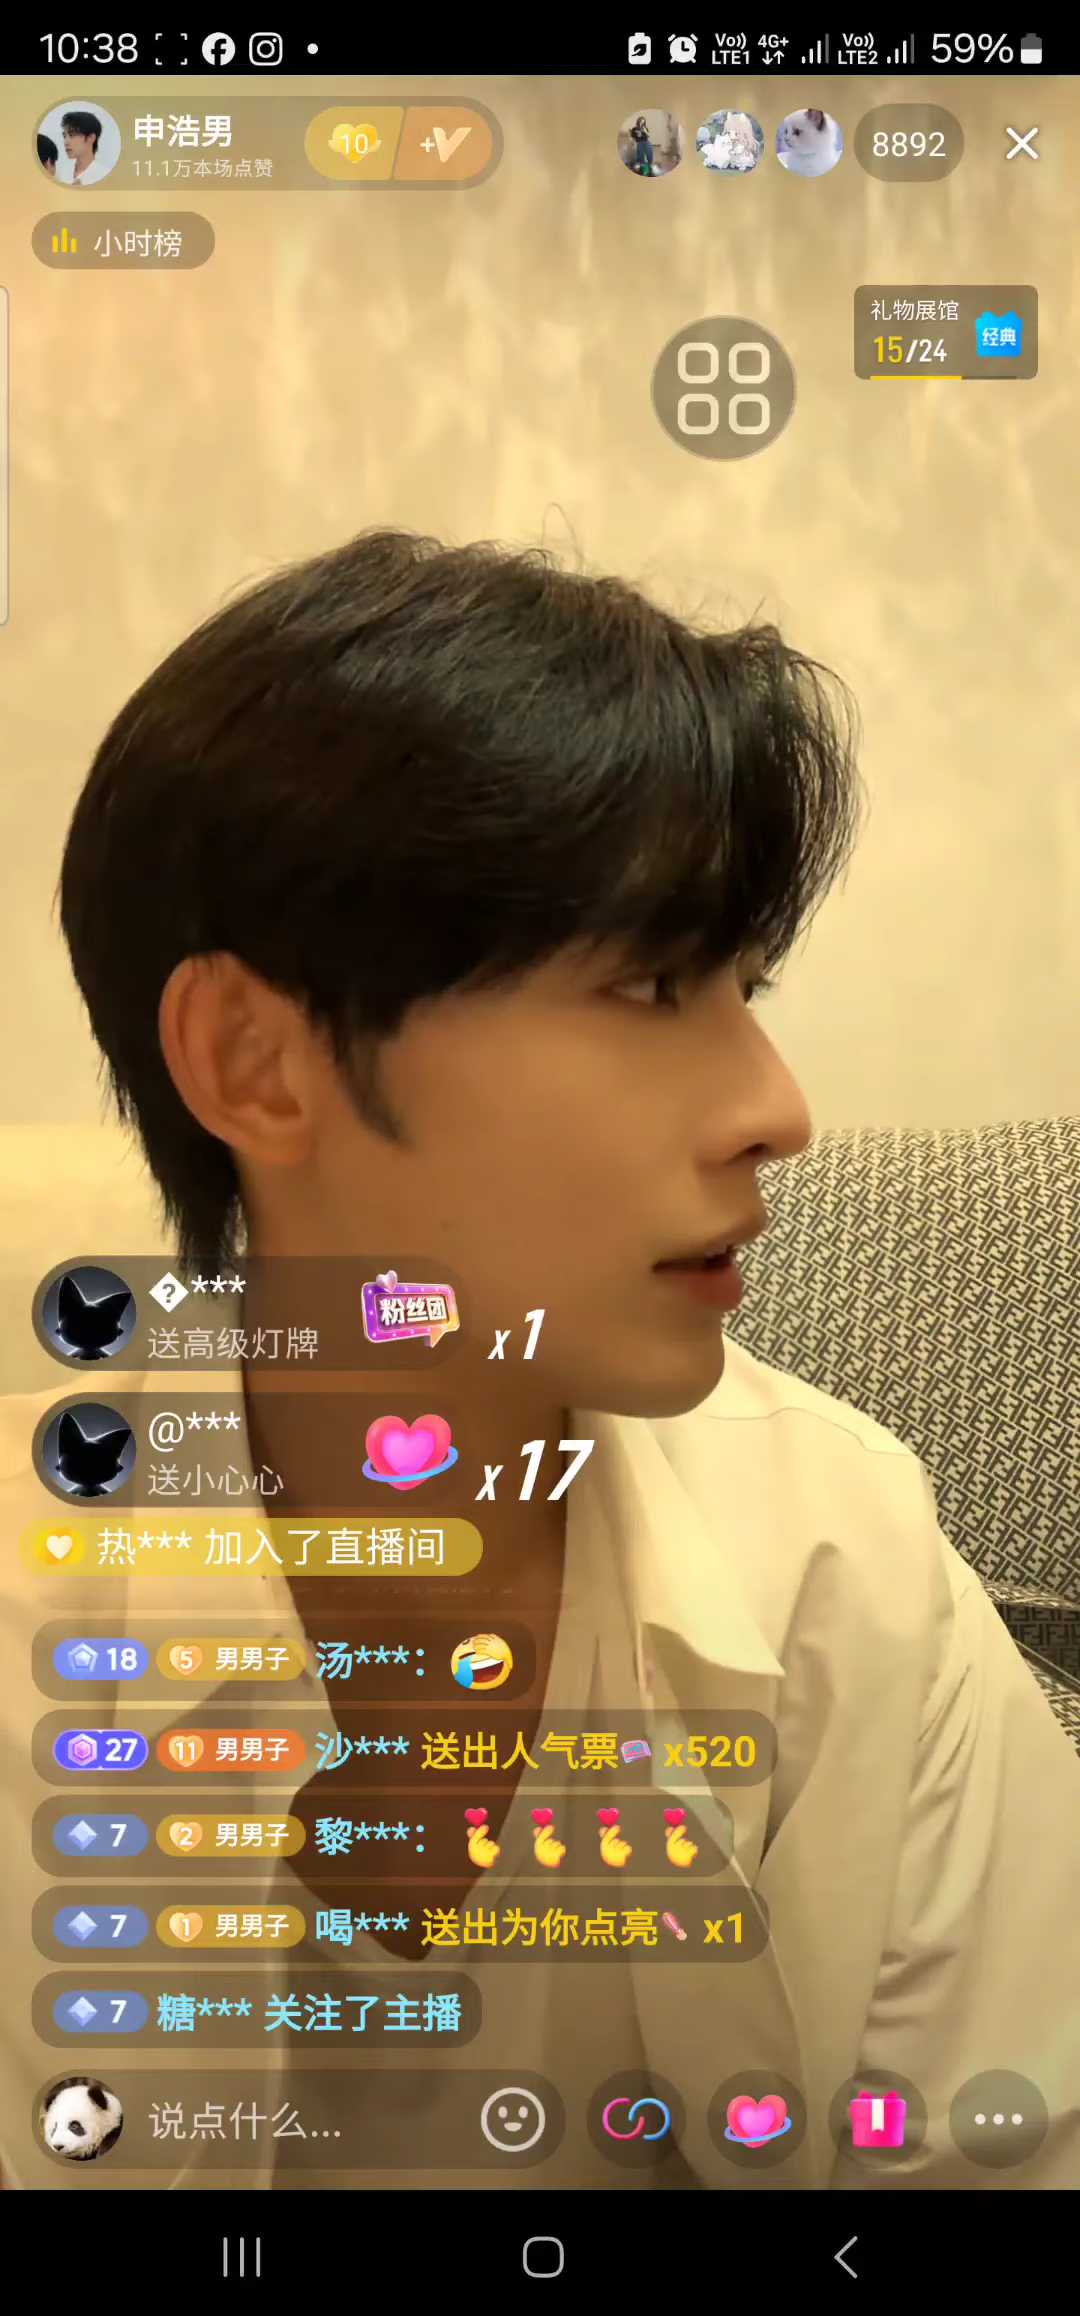 10:38
Vo)) LTE1 4G+ Vo)) LTE2 59%
申浩男
11.1万本场点赞
10
+
8892
小时榜
礼物展馆
15/24
经典
�***
送高级灯牌
粉丝团
x1
@***
送小心心
x17
热*** 加入了直播间
18 5 男男子 汤***：
27 11 男男子 沙*** 送出人气票 x520
7 2 男男子 黎***：
7 1 男男子 喝*** 送出为你点亮 x1
7 糖*** 关注了主播
说点什么...